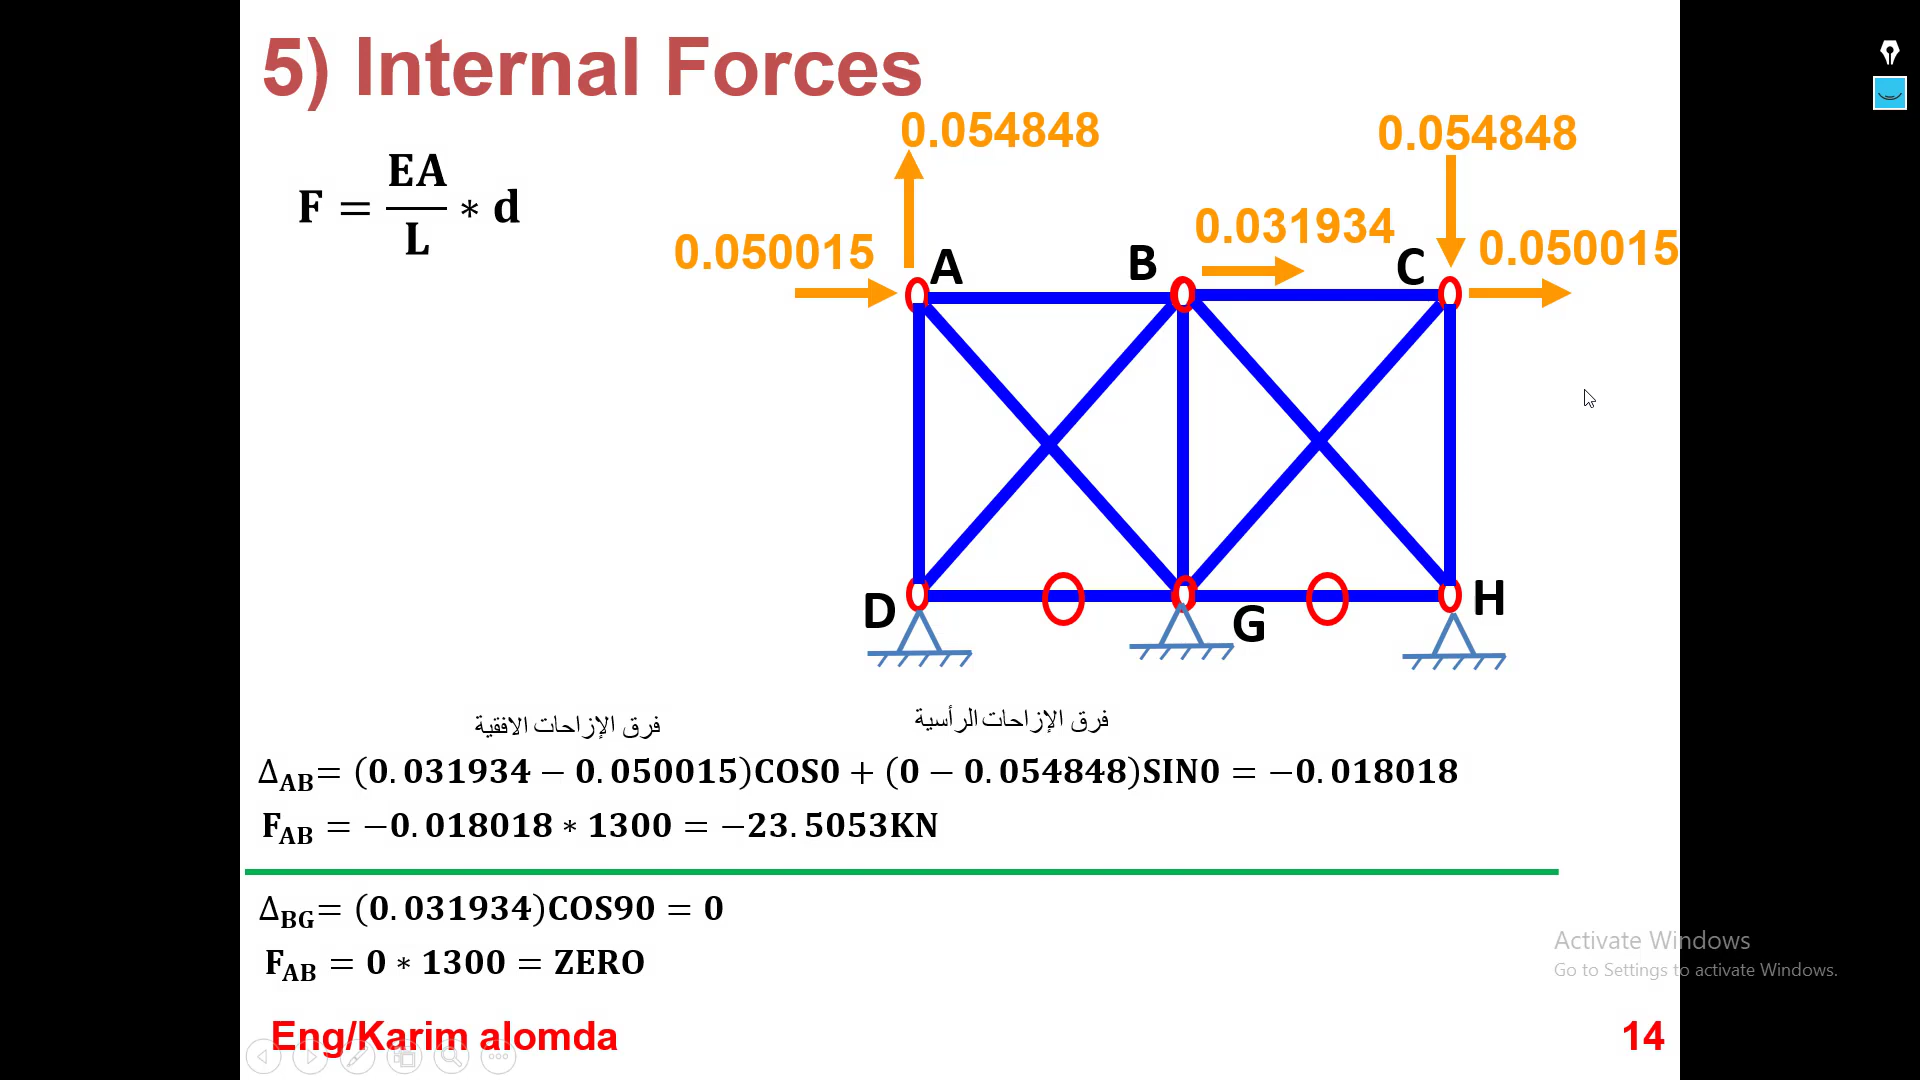 5) Internal Forces
F = EA/L * d
0.054848
0.054848
0.050015
0.031934
0.050015
A
B
C
D
G
H
فرق الإزاحات الافقية
فرق الإزاحات الرأسية
Δ_AB= (0.031934 − 0.050015)COS0 + (0 − 0.054848)SIN0 = −0.018018
F_AB = −0.018018 * 1300 = −23.5053KN
Δ_BG= (0.031934)COS90 = 0
F_AB = 0 * 1300 = ZERO
Activate Windows
Go to Settings to activate Windows.
Eng/Karim alomda
14